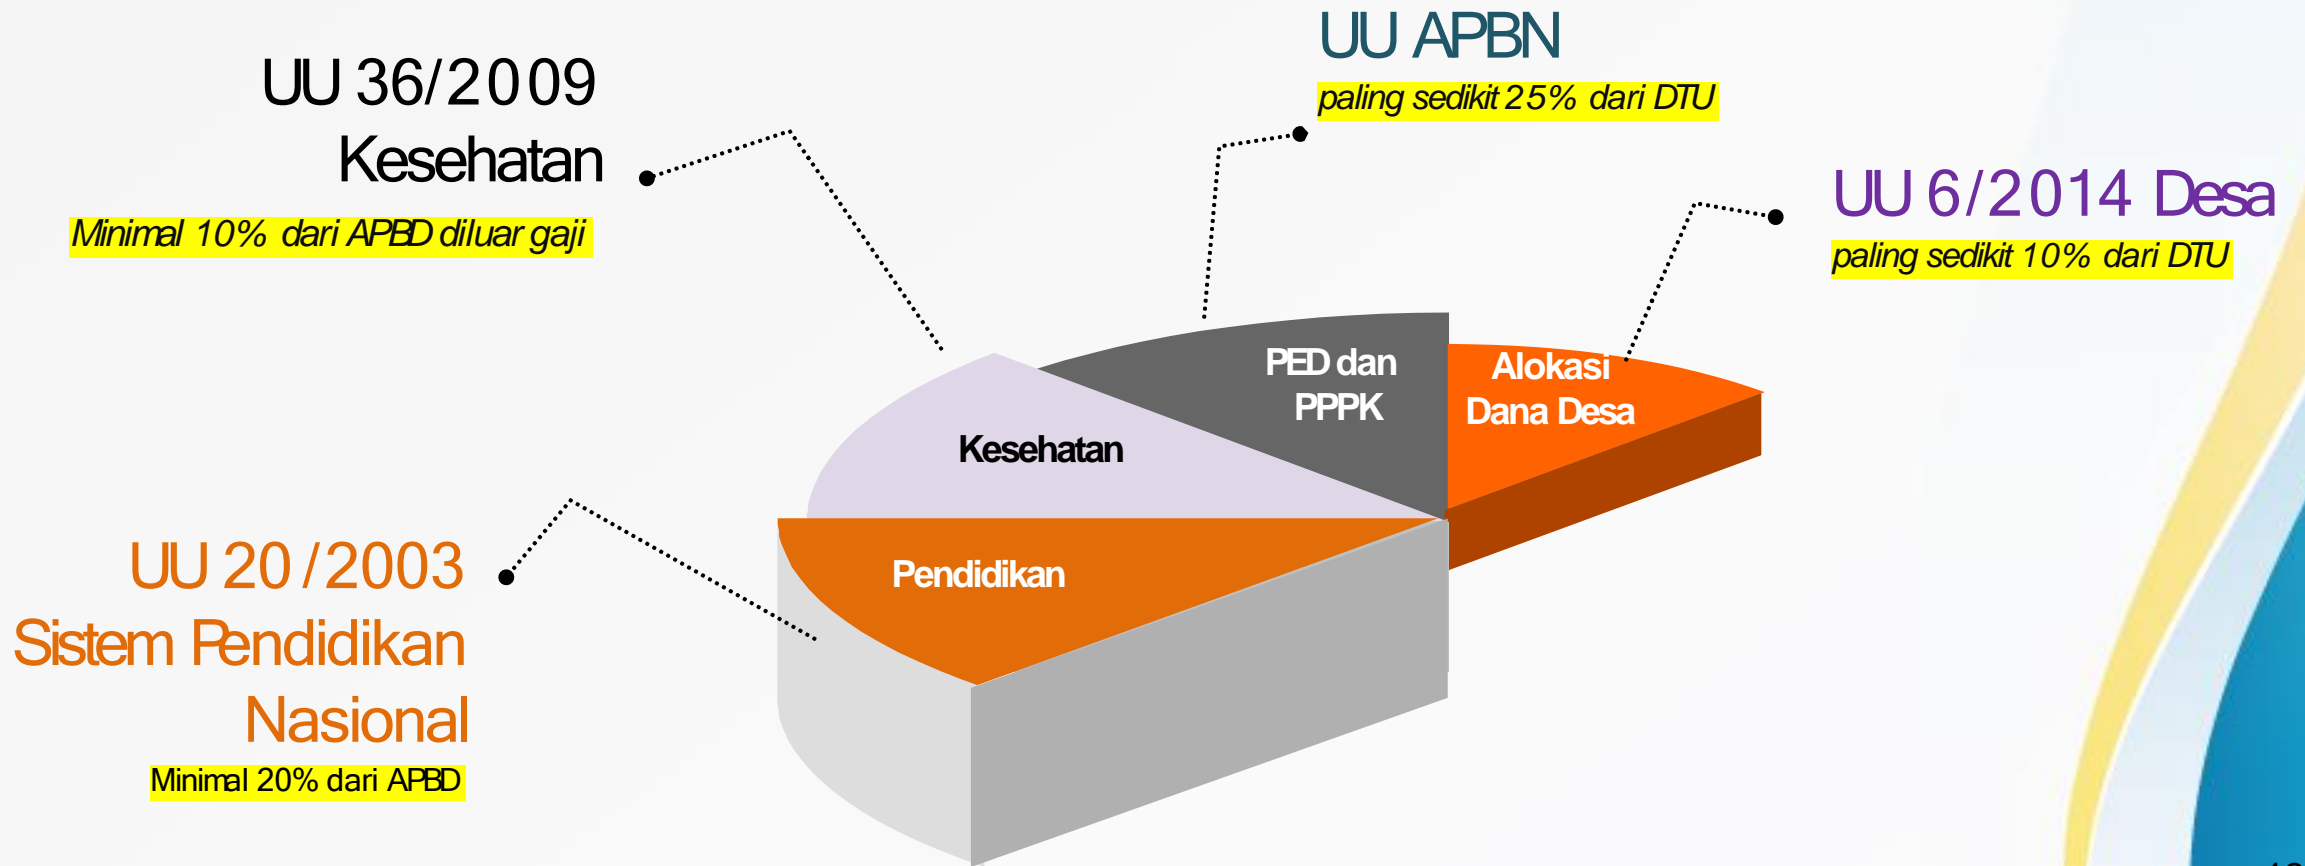 UU 36/2009
Kesehatan
Minimal 10% dari APBD diluar gaji
UU APBN
paling sedikit 25% dari DTU
UU 6/2014 Desa
paling sedikit 10% dari DTU
PED dan
PPPK
Alokasi
Dana Desa
Kesehatan
Pendidikan
UU 20/2003
Sistem Pendidikan
Nasional
Minimal 20% dari APBD